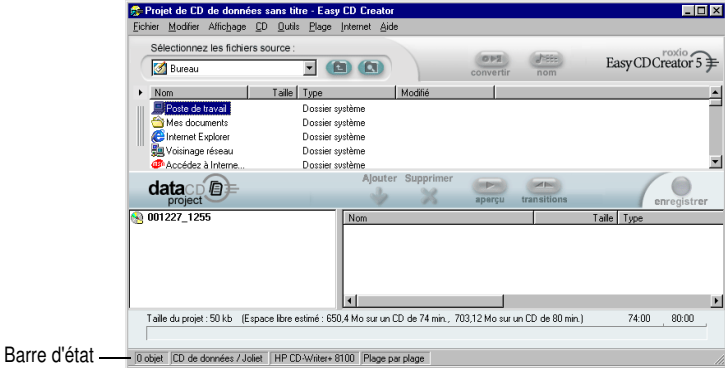 Projet de CD de données sans titre - Easy CD Creator
Fichier Modifier Affichage CD Outils Plage Internet Aide
Sélectionnez les fichiers source :
Bureau
convertir nom
roxio
Easy CD Creator 5
Nom Taille Type Modifié
Poste de travail Dossier système
Mes documents Dossier système
Internet Explorer Dossier système
Voisinage réseau Dossier système
Accédez à Interne... Dossier système
datacd project
Ajouter Supprimer
aperçu transitions
enregistrer
001227_1255
Nom Taille Type
Taille du projet : 50 kb (Espace libre estimé : 650,4 Mo sur un CD de 74 min., 703,12 Mo sur un CD de 80 min.) 74:00 80:00
Barre d'état
0 objet CD de données / Joliet HP CD-Writer+ 8100 Plage par plage